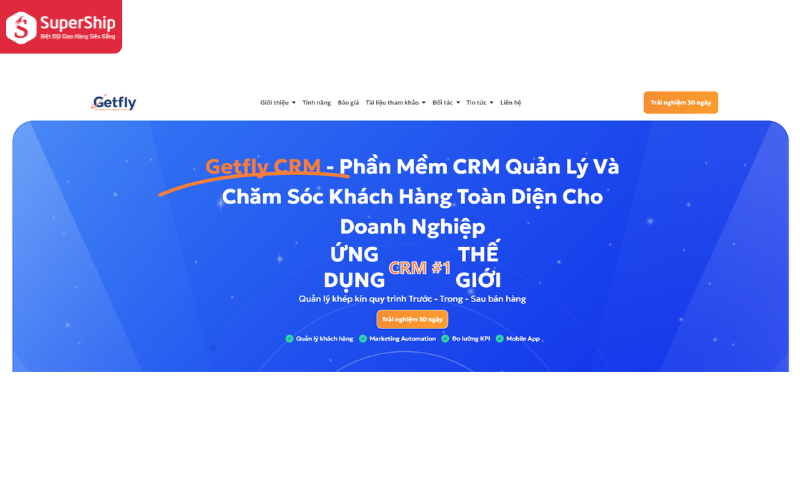 SuperShip
Biệt Đội Giao Hàng Siêu Đẳng
Getfly
Giới thiệu Tính năng Báo giá Tài liệu tham khảo Đối tác Tin tức Liên hệ
Trải nghiệm 30 ngày
Getfly CRM - Phần Mềm CRM Quản Lý Và
Chăm Sóc Khách Hàng Toàn Diện Cho
Doanh Nghiệp
ỨNG DỤNG CRM #1 THẾ GIỚI
Quản lý khép kín quy trình Trước - Trong - Sau bán hàng
Trải nghiệm 30 ngày
Quản lý khách hàng Marketing Automation Đo lường KPI Mobile App